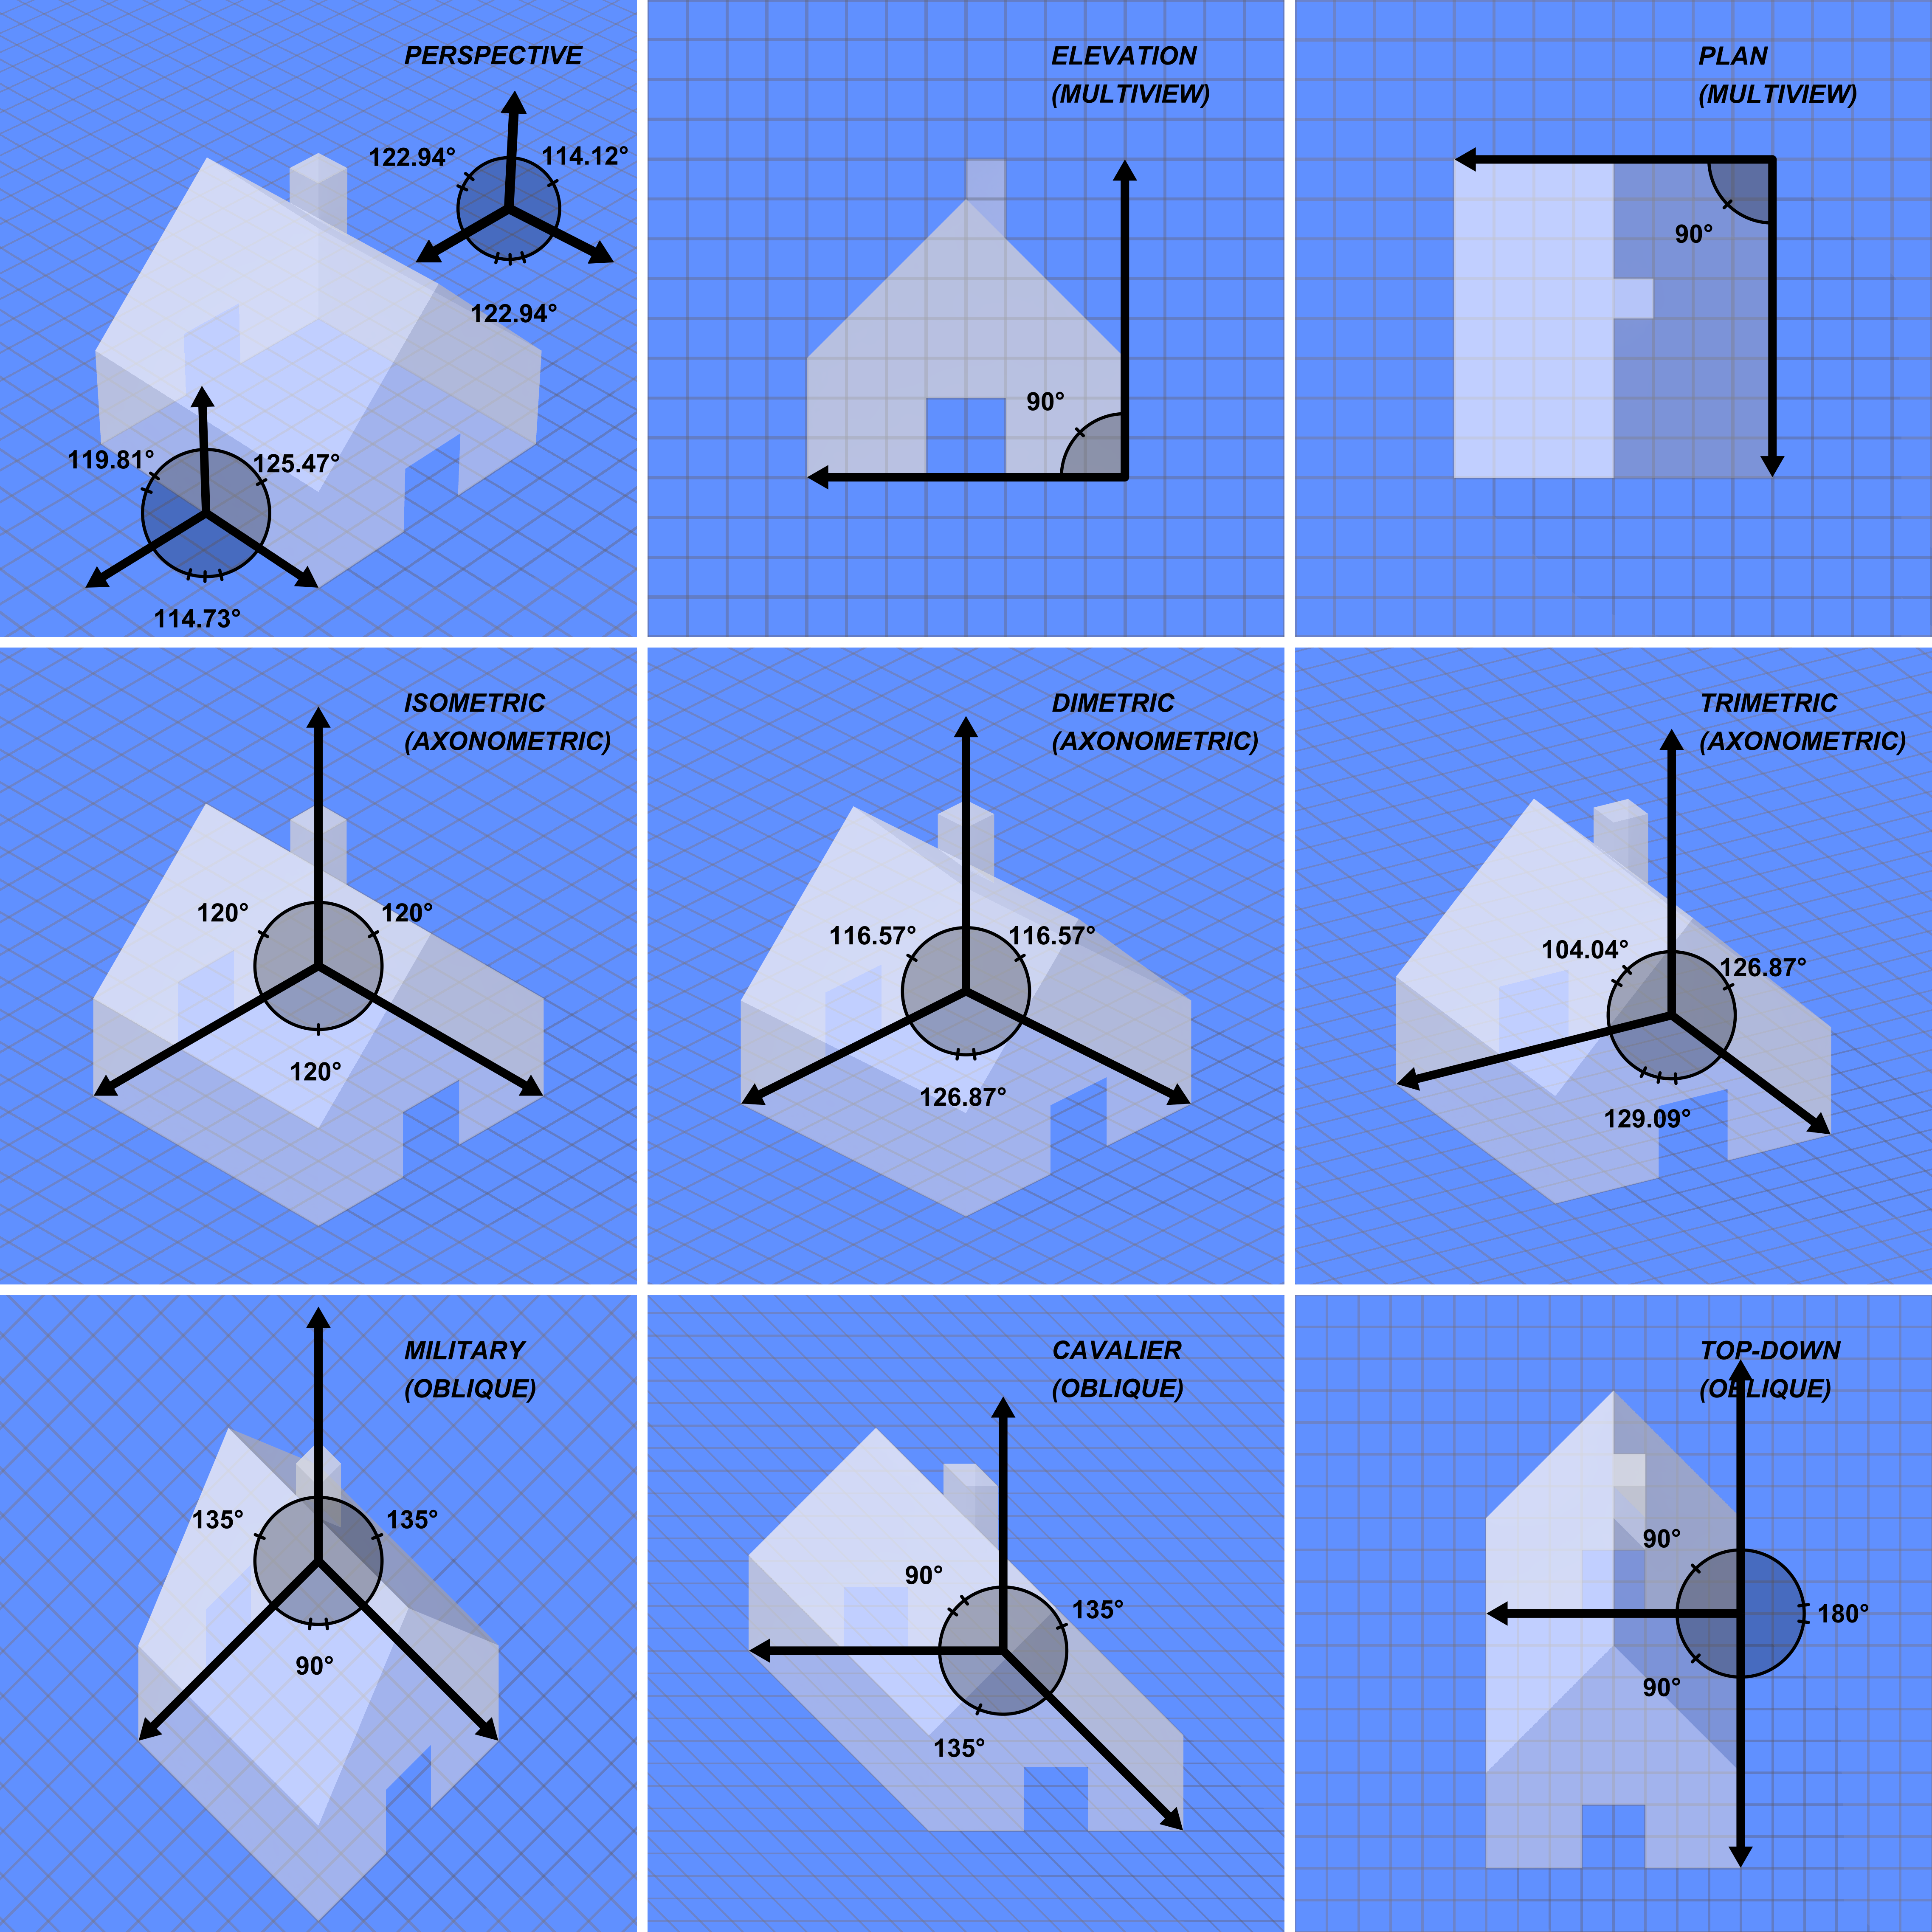 PERSPECTIVE
122.94°
114.12°
122.94°
119.81°
125.47°
114.73°
ELEVATION
(MULTIVIEW)
90°
PLAN
(MULTIVIEW)
90°
ISOMETRIC
(AXONOMETRIC)
120°
120°
120°
DIMETRIC
(AXONOMETRIC)
116.57°
116.57°
126.87°
TRIMETRIC
(AXONOMETRIC)
104.04°
126.87°
129.09°
MILITARY
(OBLIQUE)
135°
135°
90°
CAVALIER
(OBLIQUE)
90°
135°
135°
TOP-DOWN
(OBLIQUE)
90°
180°
90°